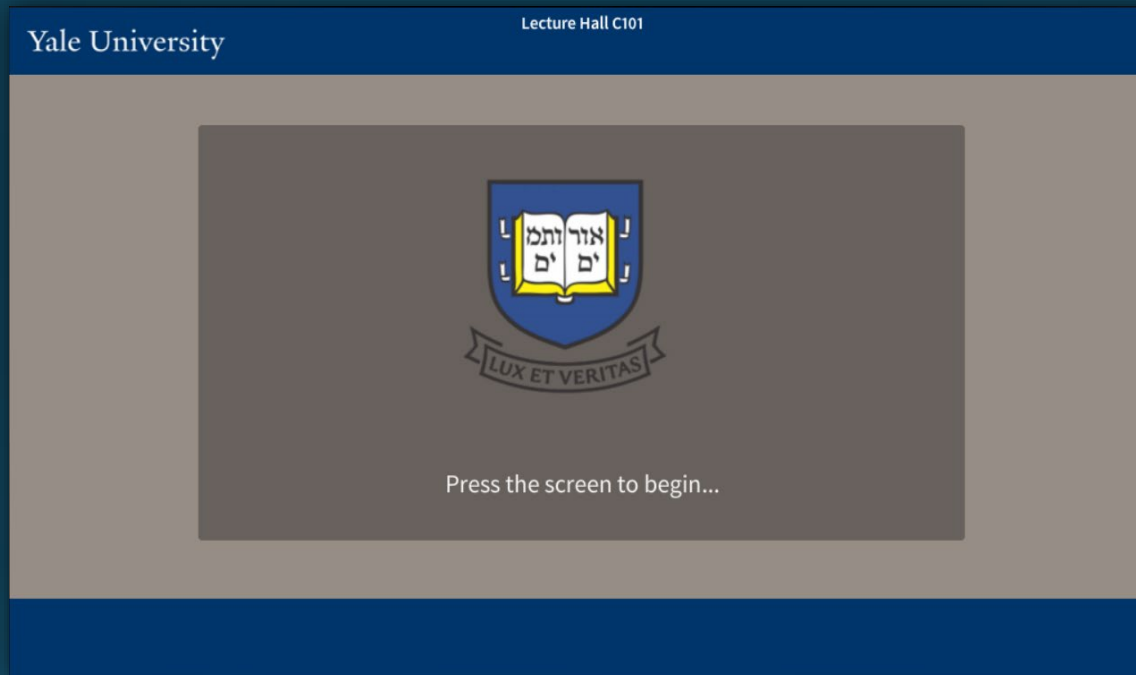 Lecture Hall C101
Yale University
אור ותמ
ים ים
LUX ET VERITAS
Press the screen to begin...